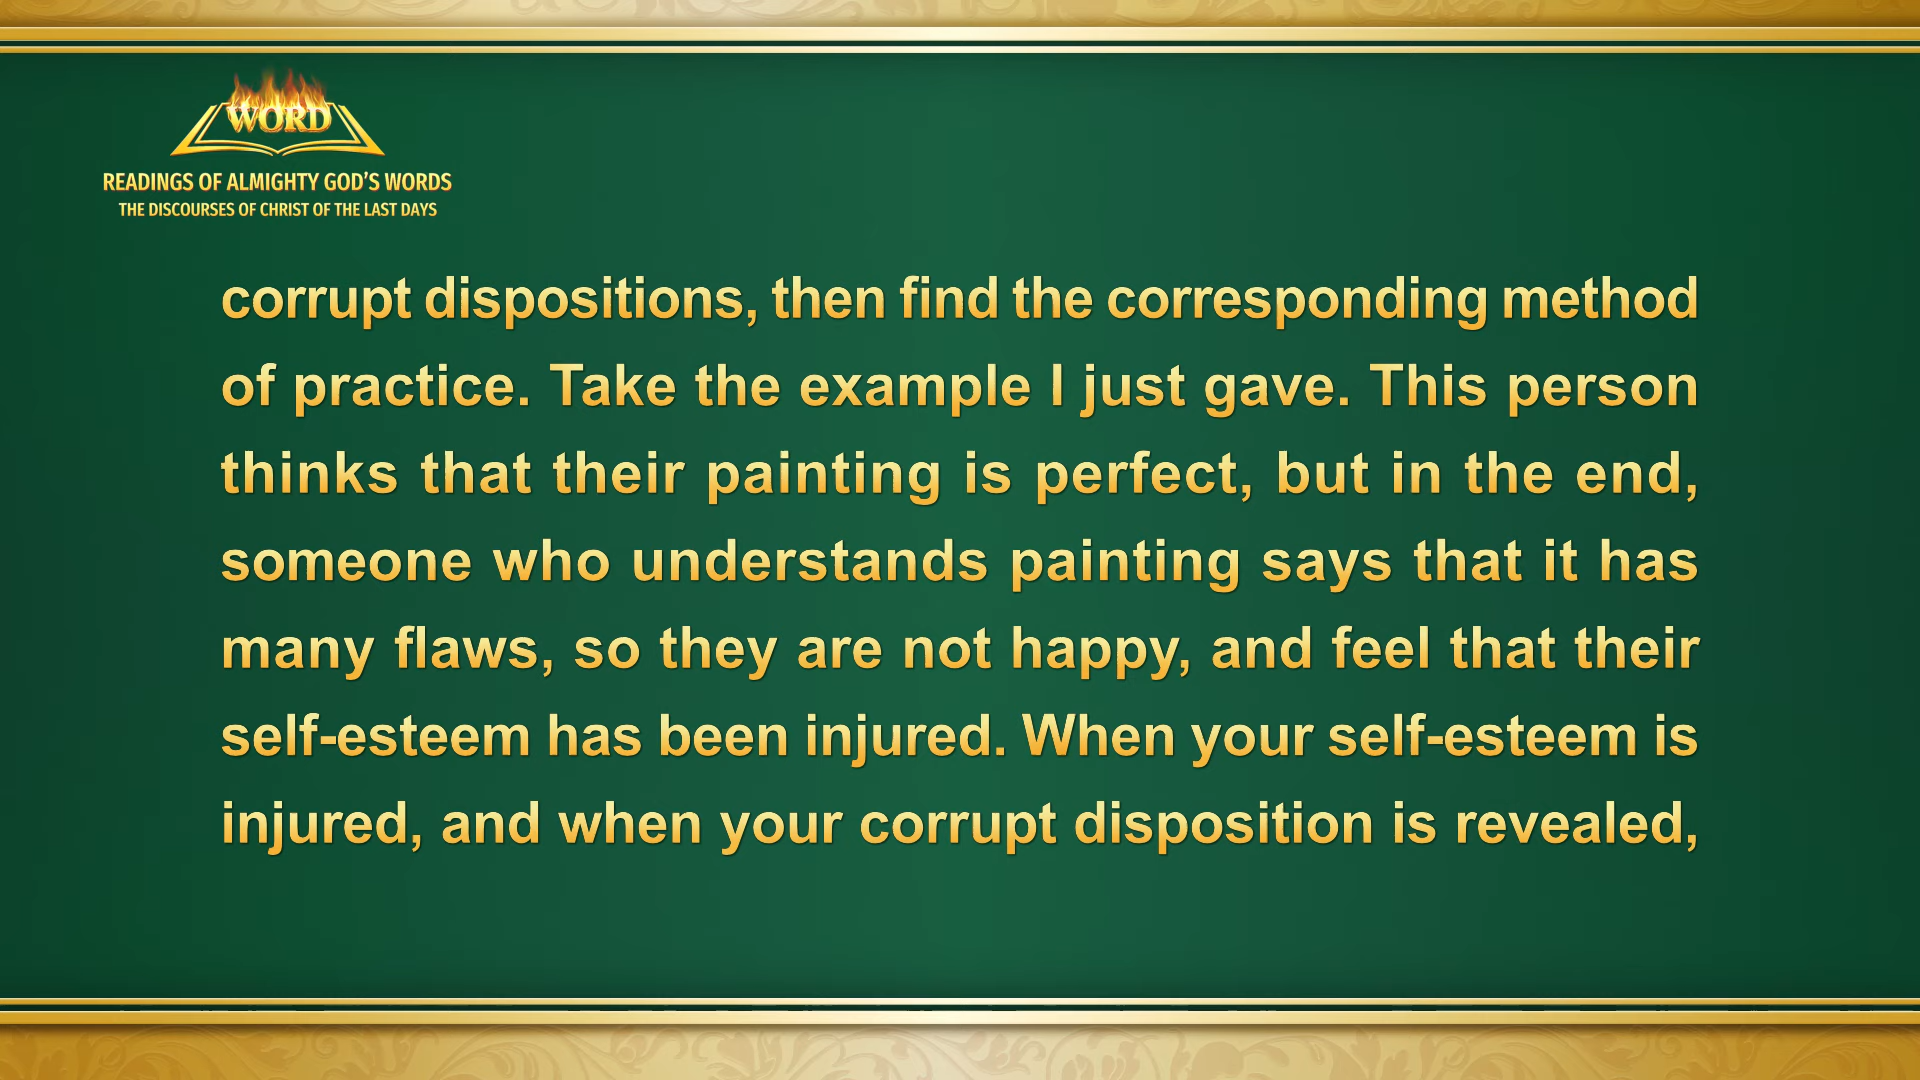 WORD
READINGS OF ALMIGHTY GOD’S WORDS
THE DISCOURSES OF CHRIST OF THE LAST DAYS
corrupt dispositions, then find the corresponding method
of practice. Take the example I just gave. This person
thinks that their painting is perfect, but in the end,
someone who understands painting says that it has
many flaws, so they are not happy, and feel that their
self-esteem has been injured. When your self-esteem is
injured, and when your corrupt disposition is revealed,